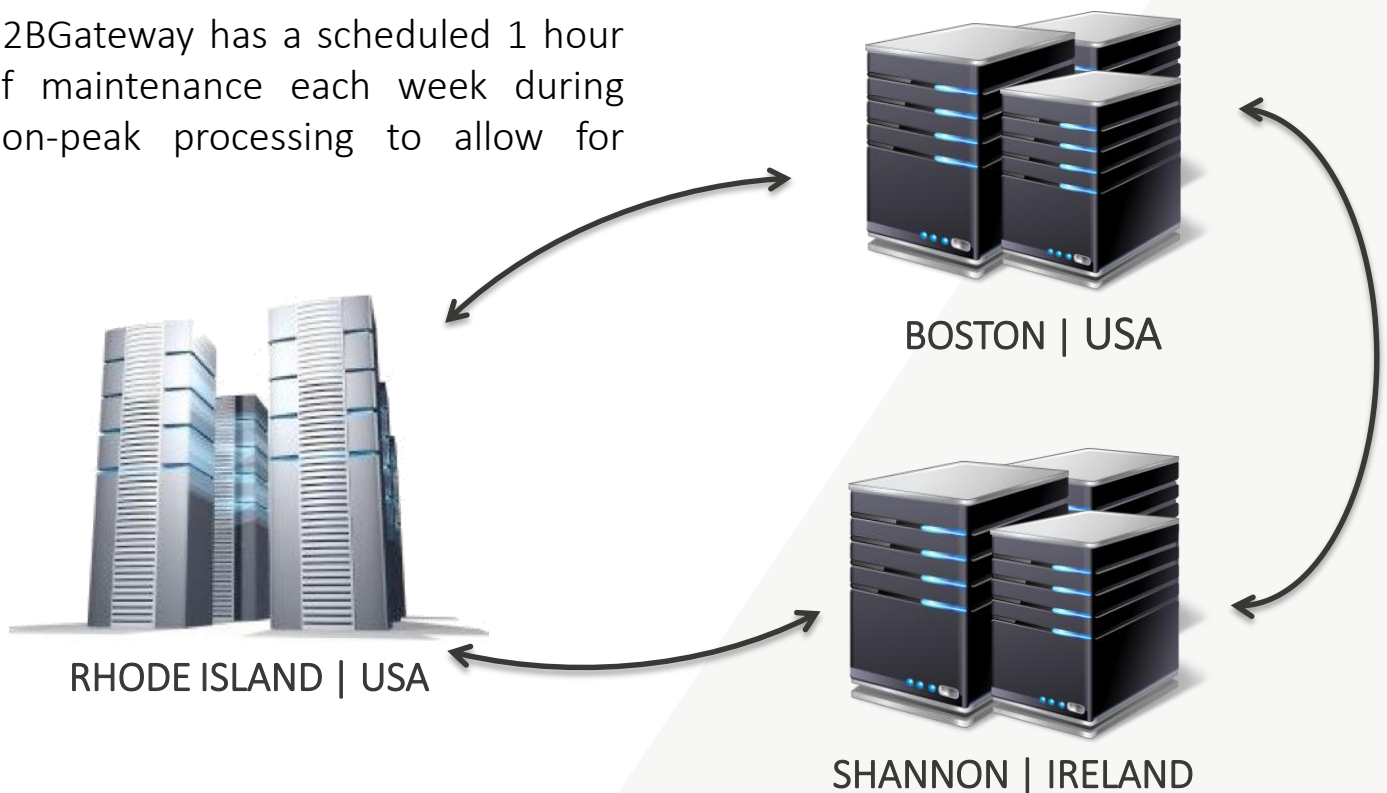 2BGateway has a scheduled 1 hour
f maintenance each week during
on-peak processing to allow for
BOSTON | USA
RHODE ISLAND | USA
SHANNON | IRELAND